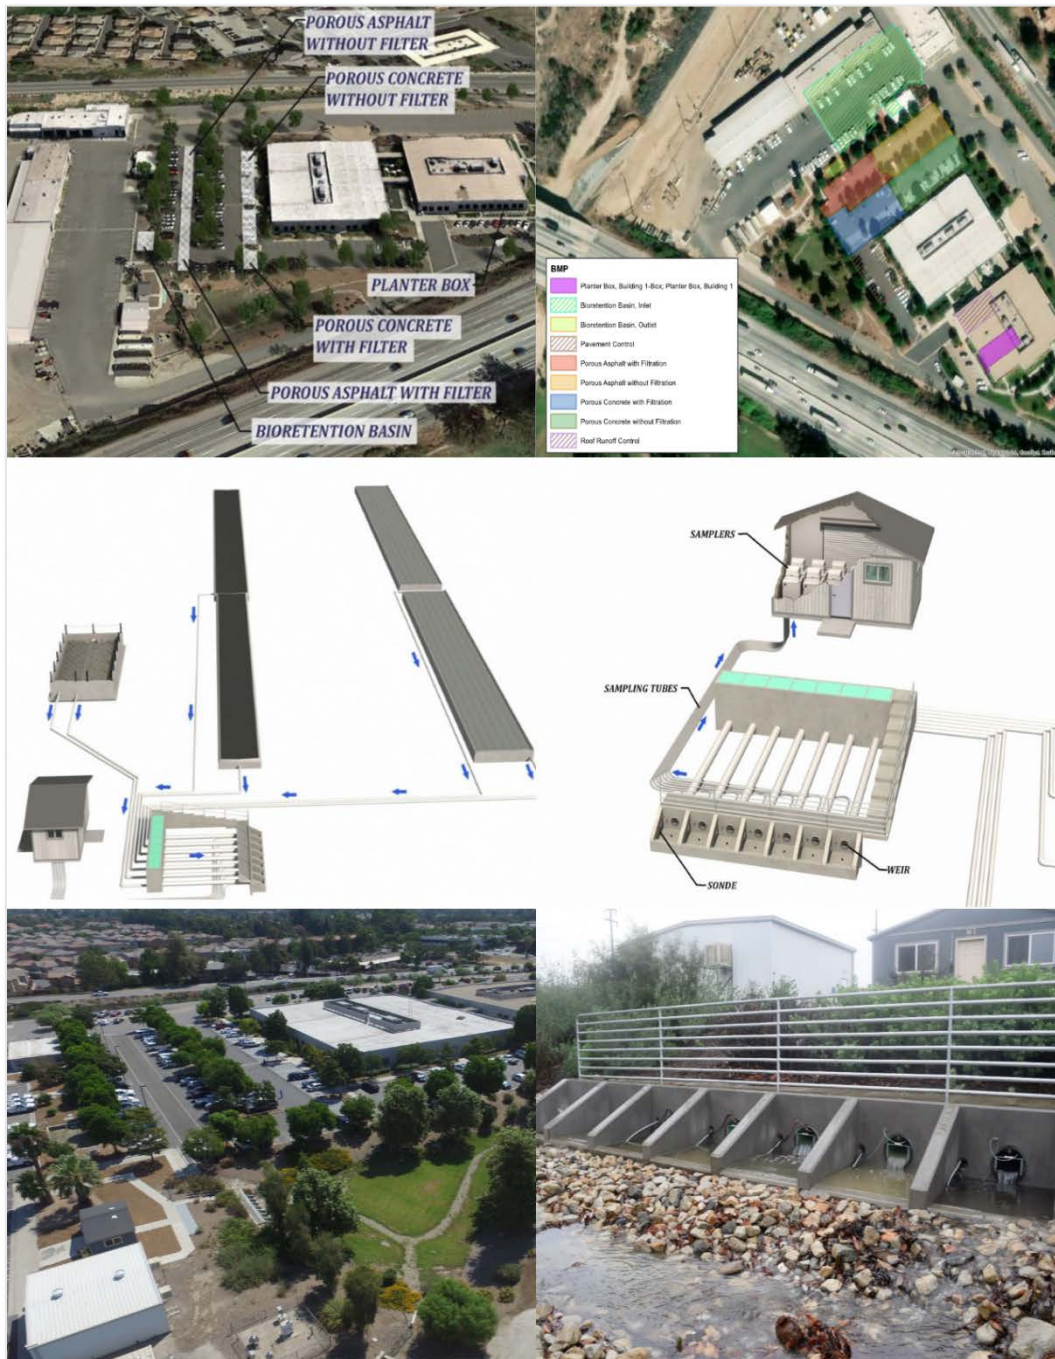 POROUS ASPHALT
WITHOUT FILTER
POROUS CONCRETE
WITHOUT FILTER
PLANTER BOX
POROUS CONCRETE
WITH FILTER
POROUS ASPHALT WITH FILTER
BIORETENTION BASIN
BMP
Planter Box, Building 1-Box; Planter Box, Building 1
Bioretention Basin, Inlet
Bioretention Basin, Outlet
Pavement Control
Porous Asphalt with Filtration
Porous Asphalt without Filtration
Porous Concrete with Filtration
Porous Concrete without Filtration
Roof Runoff Control
SAMPLERS
SAMPLING TUBES
SONDE
WEIR